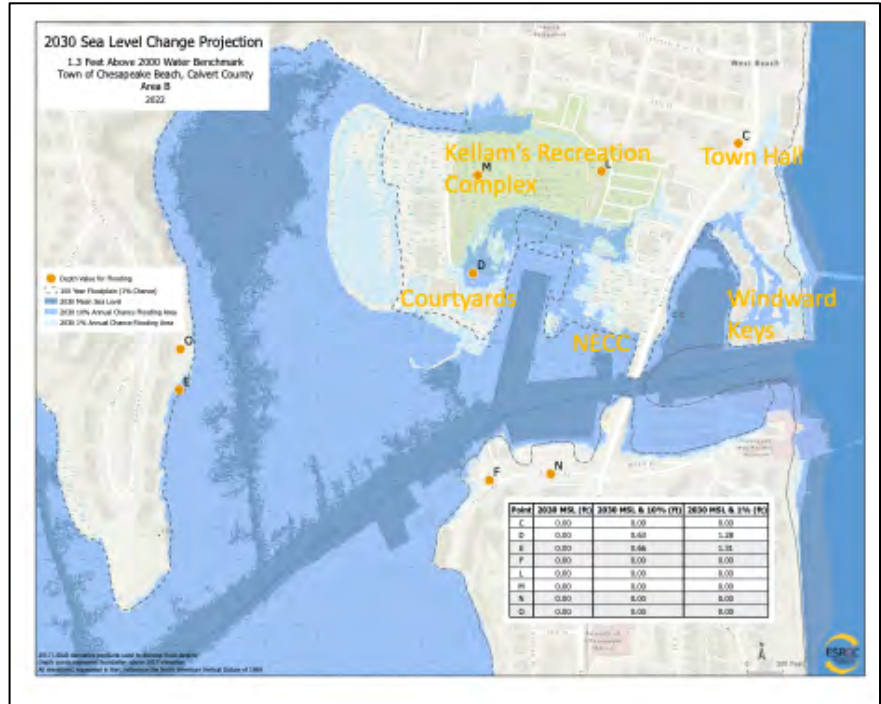 2030 Sea Level Change Projection
1.3 Feet Above 2000 Water Benchmark
Town of Chesapeake Beach, Calvert County
Area B
2022
West Beach
C
Town Hall
Kellam's Recreation
Complex
M
L
D
Courtyards
Windward
Keys
NECC
Depth Value for Flooding
100 Year Floodplain (1% Chance)
2030 Mean Sea Level
2030 10% Annual Chance Flooding Area
2030 1% Annual Chance Flooding Area
O
E
F
N
Point 2030 MSL (ft) 2030 MSL & 10% (ft) 2030 MSL & 1% (ft)
C 0.00 0.00 0.00
D 0.00 0.63 1.28
E 0.00 0.66 1.31
F 0.00 0.00 0.00
L 0.00 0.00 0.00
M 0.00 0.00 0.00
N 0.00 0.00 0.00
O 0.00 0.00 0.00
ESRGC